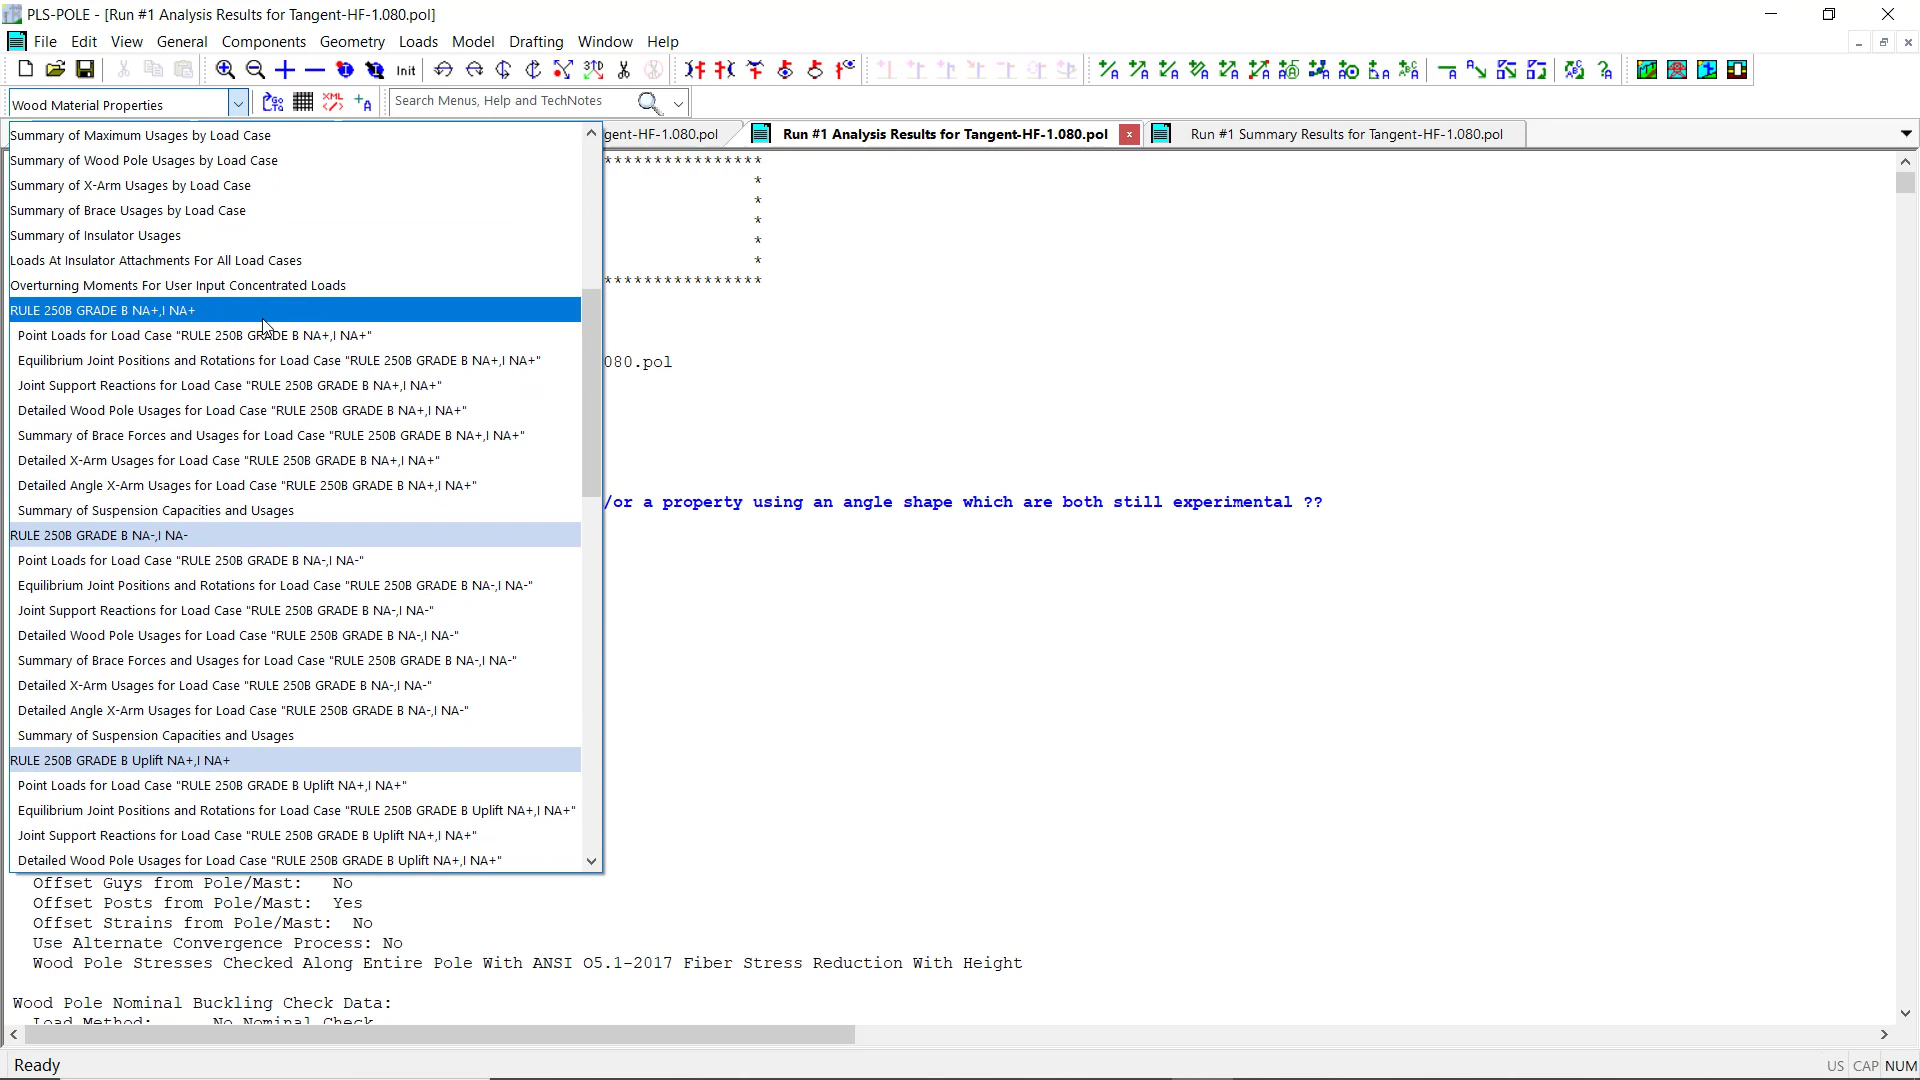 PLS-POLE - [Run #1 Analysis Results for Tangent-HF-1.080.pol]
File Edit View General Components Geometry Loads Model Drafting Window Help
Init
Wood Material Properties
Search Menus, Help and TechNotes
gent-HF-1.080.pol
Run #1 Analysis Results for Tangent-HF-1.080.pol
Run #1 Summary Results for Tangent-HF-1.080.pol
Summary of Maximum Usages by Load Case
Summary of Wood Pole Usages by Load Case
Summary of X-Arm Usages by Load Case
Summary of Brace Usages by Load Case
Summary of Insulator Usages
Loads At Insulator Attachments For All Load Cases
Overturning Moments For User Input Concentrated Loads
RULE 250B GRADE B NA+,I NA+
Point Loads for Load Case "RULE 250B GRADE B NA+,I NA+"
Equilibrium Joint Positions and Rotations for Load Case "RULE 250B GRADE B NA+,I NA+"
Joint Support Reactions for Load Case "RULE 250B GRADE B NA+,I NA+"
Detailed Wood Pole Usages for Load Case "RULE 250B GRADE B NA+,I NA+"
Summary of Brace Forces and Usages for Load Case "RULE 250B GRADE B NA+,I NA+"
Detailed X-Arm Usages for Load Case "RULE 250B GRADE B NA+,I NA+"
Detailed Angle X-Arm Usages for Load Case "RULE 250B GRADE B NA+,I NA+"
Summary of Suspension Capacities and Usages
RULE 250B GRADE B NA-,I NA-
Point Loads for Load Case "RULE 250B GRADE B NA-,I NA-"
Equilibrium Joint Positions and Rotations for Load Case "RULE 250B GRADE B NA-,I NA-"
Joint Support Reactions for Load Case "RULE 250B GRADE B NA-,I NA-"
Detailed Wood Pole Usages for Load Case "RULE 250B GRADE B NA-,I NA-"
Summary of Brace Forces and Usages for Load Case "RULE 250B GRADE B NA-,I NA-"
Detailed X-Arm Usages for Load Case "RULE 250B GRADE B NA-,I NA-"
Detailed Angle X-Arm Usages for Load Case "RULE 250B GRADE B NA-,I NA-"
Summary of Suspension Capacities and Usages
RULE 250B GRADE B Uplift NA+,I NA+
Point Loads for Load Case "RULE 250B GRADE B Uplift NA+,I NA+"
Equilibrium Joint Positions and Rotations for Load Case "RULE 250B GRADE B Uplift NA+,I NA+"
Joint Support Reactions for Load Case "RULE 250B GRADE B Uplift NA+,I NA+"
Detailed Wood Pole Usages for Load Case "RULE 250B GRADE B Uplift NA+,I NA+"
****************
*
*
*
*
*
****************
080.pol
/or a property using an angle shape which are both still experimental ??
Offset Guys from Pole/Mast: No
Offset Posts from Pole/Mast: Yes
Offset Strains from Pole/Mast: No
Use Alternate Convergence Process: No
Wood Pole Stresses Checked Along Entire Pole With ANSI O5.1-2017 Fiber Stress Reduction With Height
Wood Pole Nominal Buckling Check Data:
Load Method: No Nominal Check
Ready
US CAP NUM